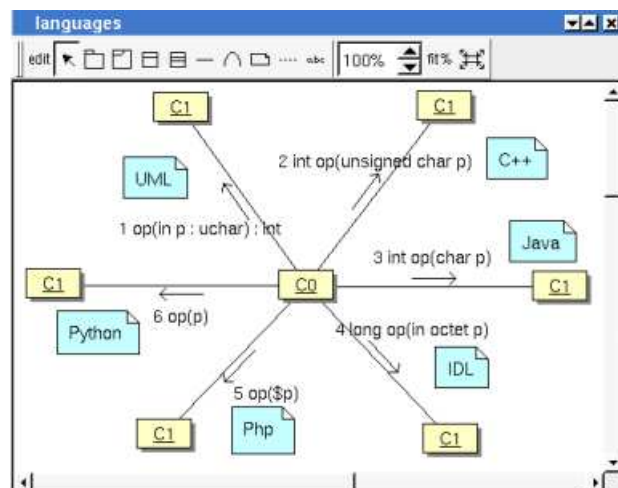 languages
edit
abc
100%
fit%
C1
C1
UML
2 int op(unsigned char p)
C++
1 op(in p : uchar) : int
Java
3 int op(char p)
C1
C0
C1
6 op(p)
Python
4 long op(in octet p)
IDL
5 op($p)
Php
C1
C1